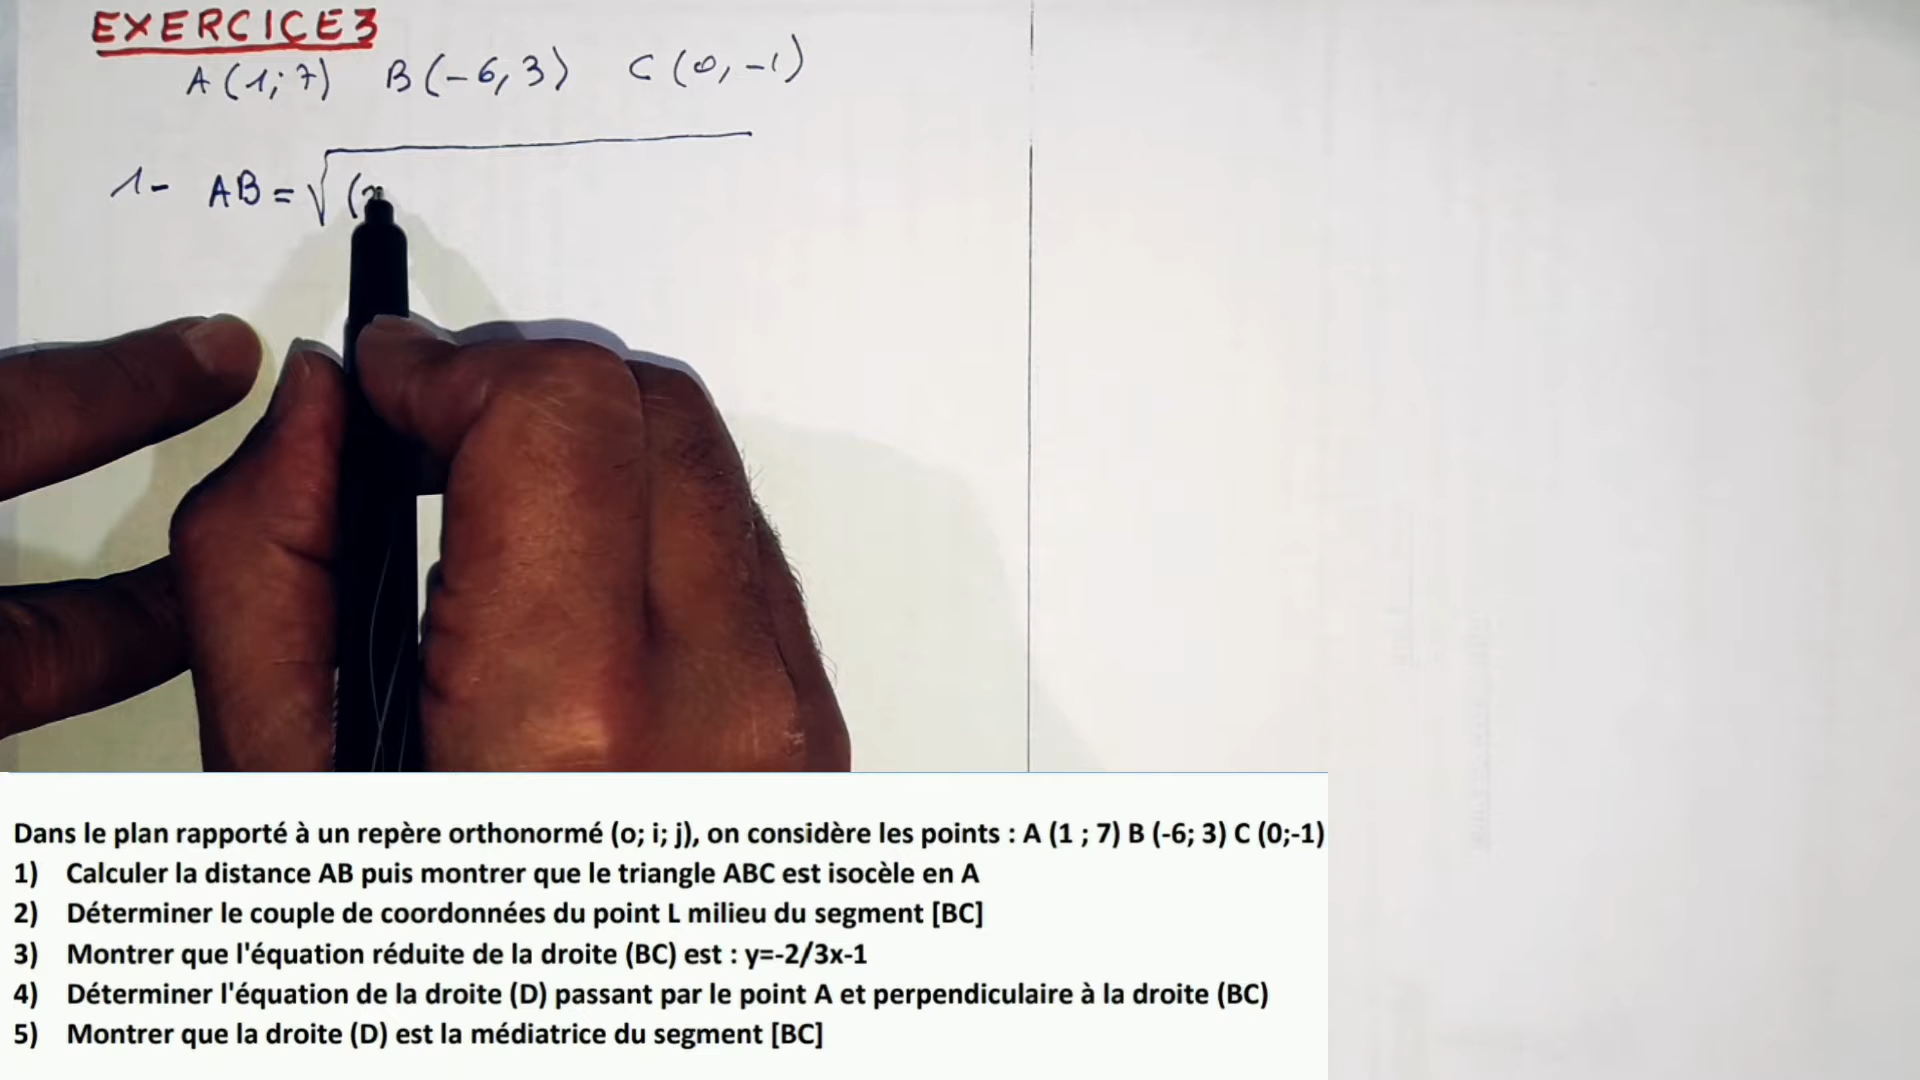 EXERCICE 3
A (1; 7) B (-6, 3) C (0, -1)
1- AB = √ (x
Dans le plan rapporté à un repère orthonormé (o; i; j), on considère les points : A (1 ; 7) B (-6; 3) C (0;-1)
1) Calculer la distance AB puis montrer que le triangle ABC est isocèle en A
2) Déterminer le couple de coordonnées du point L milieu du segment [BC]
3) Montrer que l'équation réduite de la droite (BC) est : y=-2/3x-1
4) Déterminer l'équation de la droite (D) passant par le point A et perpendiculaire à la droite (BC)
5) Montrer que la droite (D) est la médiatrice du segment [BC]